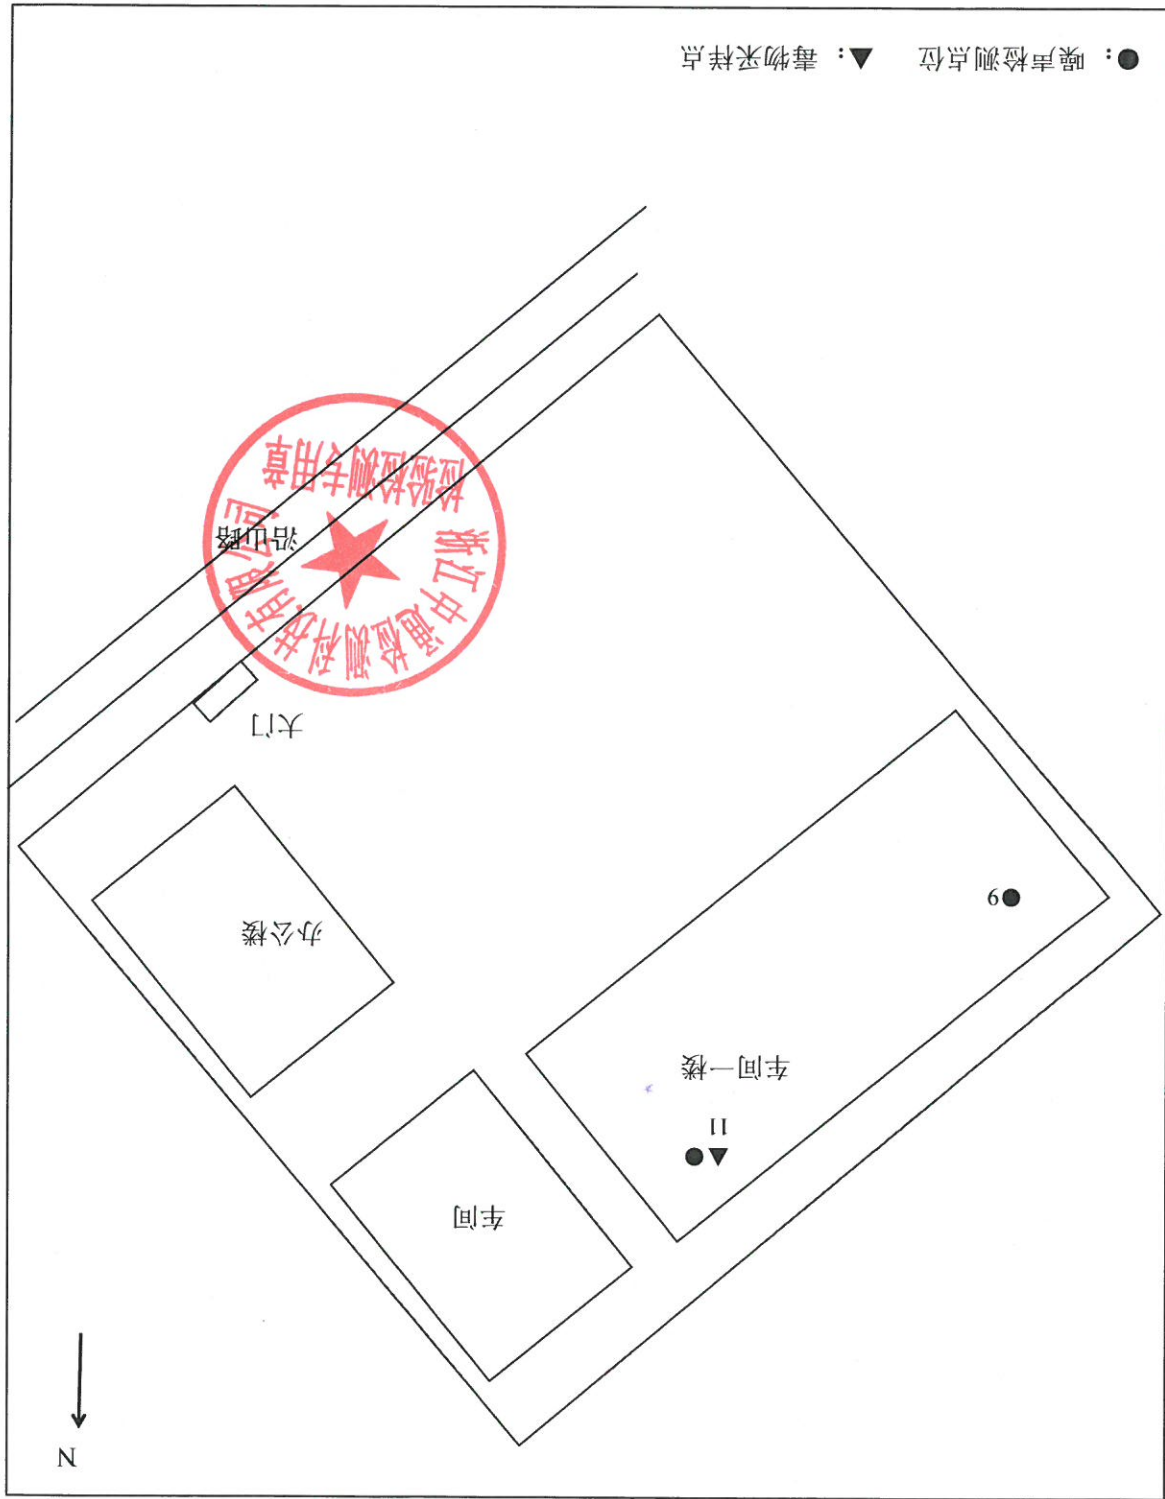 N
车间
11
车间一楼
9
办公楼
大门
浙江中通检测科技有限公司
沿山路
检验检测专用章
●：噪声检测点位 ▲：毒物采样点